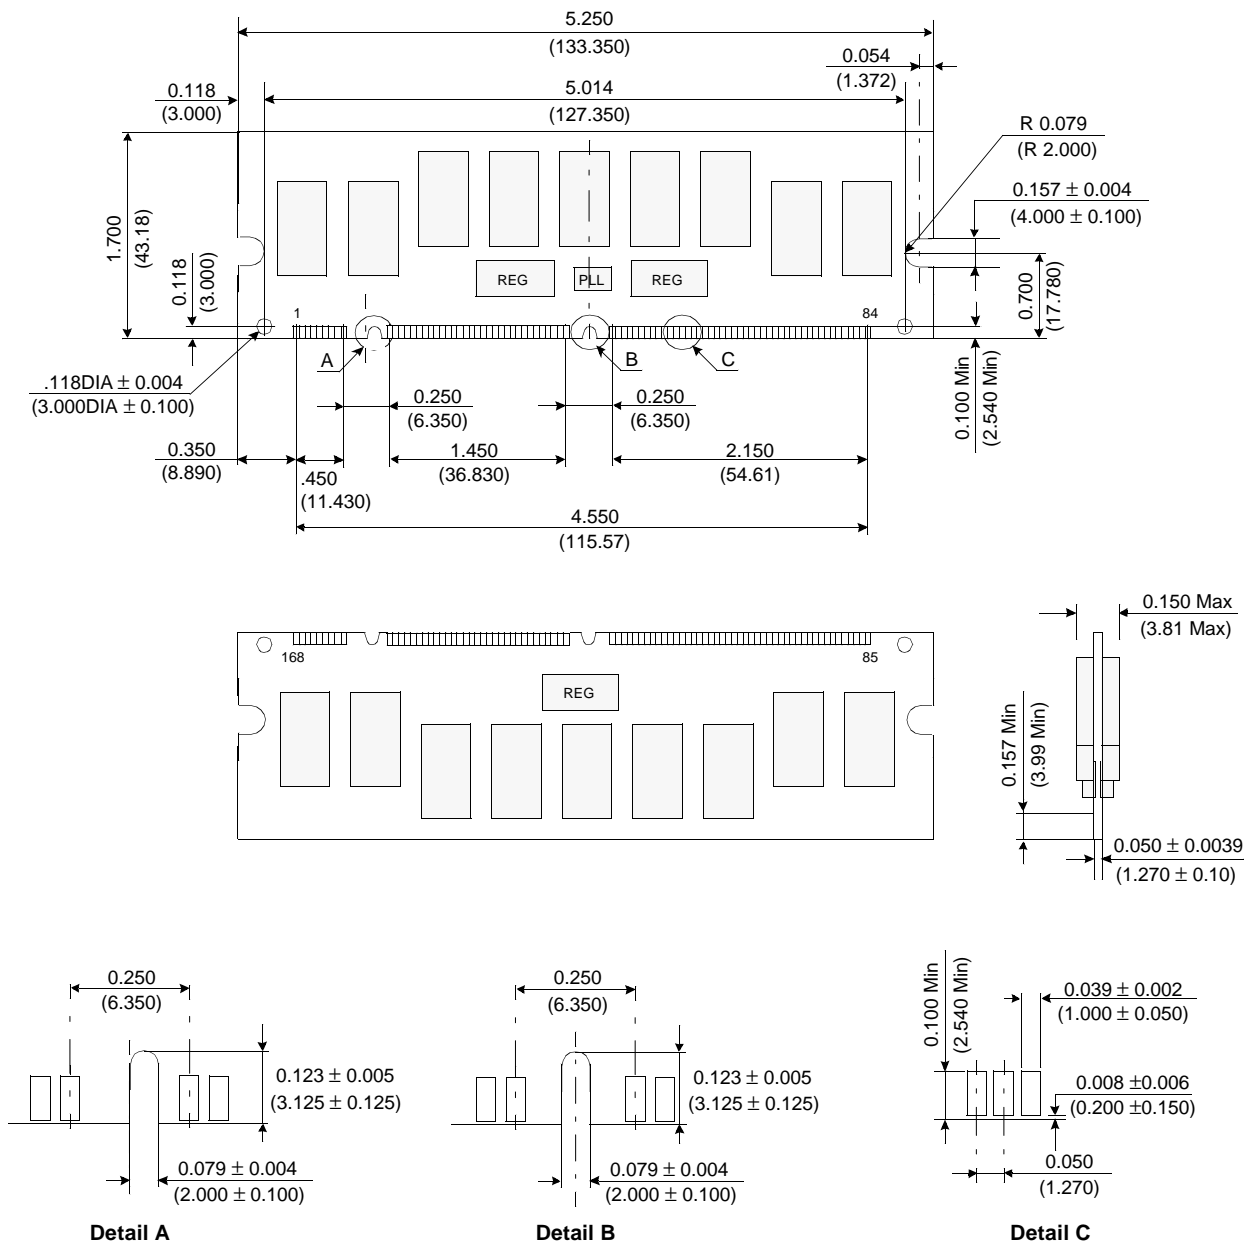 5.250
(133.350)
0.054
(1.372)
0.118
(3.000)
5.014
(127.350)
R 0.079
(R 2.000)
0.157 ± 0.004
(4.000 ± 0.100)
1.700
(43.18)
0.118
(3.000)
REG
PLL
REG
0.700
(17.780)
1
84
A
B
C
.118DIA ± 0.004
(3.000DIA ± 0.100)
0.250
(6.350)
0.250
(6.350)
0.100 Min
(2.540 Min)
0.350
(8.890)
.450
(11.430)
1.450
(36.830)
2.150
(54.61)
4.550
(115.57)
0.150 Max
(3.81 Max)
168
85
REG
0.157 Min
(3.99 Min)
0.050 ± 0.0039
(1.270 ± 0.10)
0.250
(6.350)
0.123 ± 0.005
(3.125 ± 0.125)
0.079 ± 0.004
(2.000 ± 0.100)
Detail A
0.250
(6.350)
0.123 ± 0.005
(3.125 ± 0.125)
0.079 ± 0.004
(2.000 ± 0.100)
Detail B
0.100 Min
(2.540 Min)
0.039 ± 0.002
(1.000 ± 0.050)
0.008 ±0.006
(0.200 ±0.150)
0.050
(1.270)
Detail C